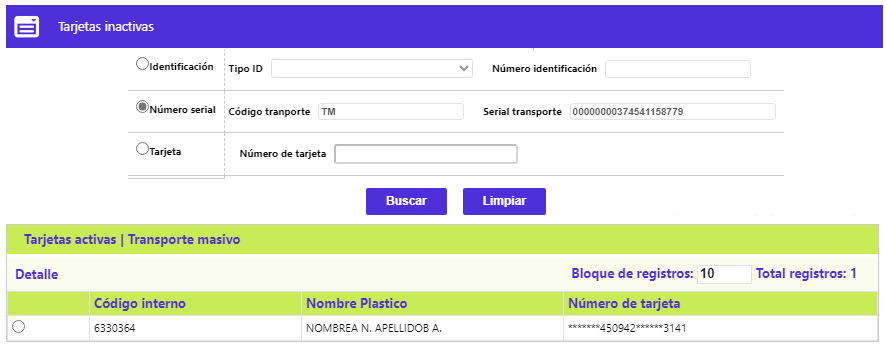 Tarjetas inactivas
Identificación Tipo ID Número identificación
Número serial Código tranporte TM Serial transporte 00000000374541158779
Tarjeta Número de tarjeta
Buscar Limpiar
Tarjetas activas | Transporte masivo
Detalle Bloque de registros: 10 Total registros: 1
Código interno Nombre Plastico Número de tarjeta
6330364 NOMBREA N. APELLIDOB A. *******450942******3141